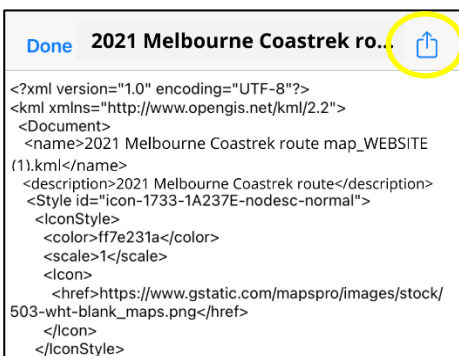 Done 2021 Melbourne Coastrek ro...
<?xml version="1.0" encoding="UTF-8"?>
<kml xmlns="http://www.opengis.net/kml/2.2">
<Document>
<name>2021 Melbourne Coastrek route map_WEBSITE
(1).kml</name>
<description>2021 Melbourne Coastrek route</description>
<Style id="icon-1733-1A237E-nodesc-normal">
<IconStyle>
<color>ff7e231a</color>
<scale>1</scale>
<Icon>
<href>https://www.gstatic.com/mapspro/images/stock/
503-wht-blank_maps.png</href>
</Icon>
</IconStyle>